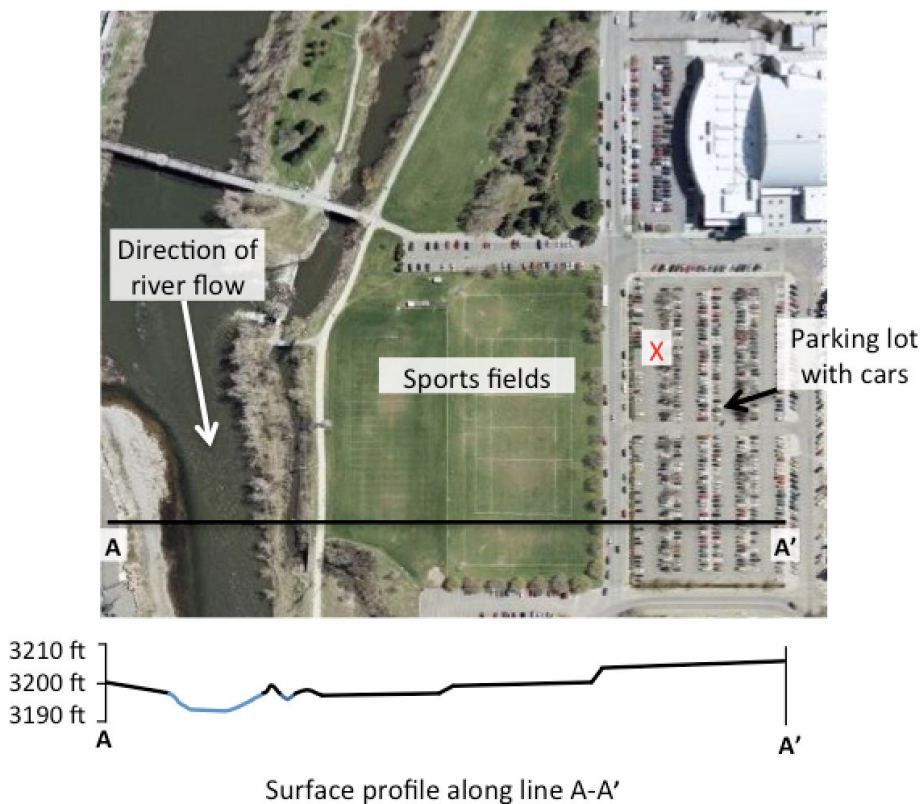 Direction of
river flow
X
Sports fields
Parking lot
with cars
A
A'
3210 ft
3200 ft
3190 ft
A
A'
Surface profile along line A-A'